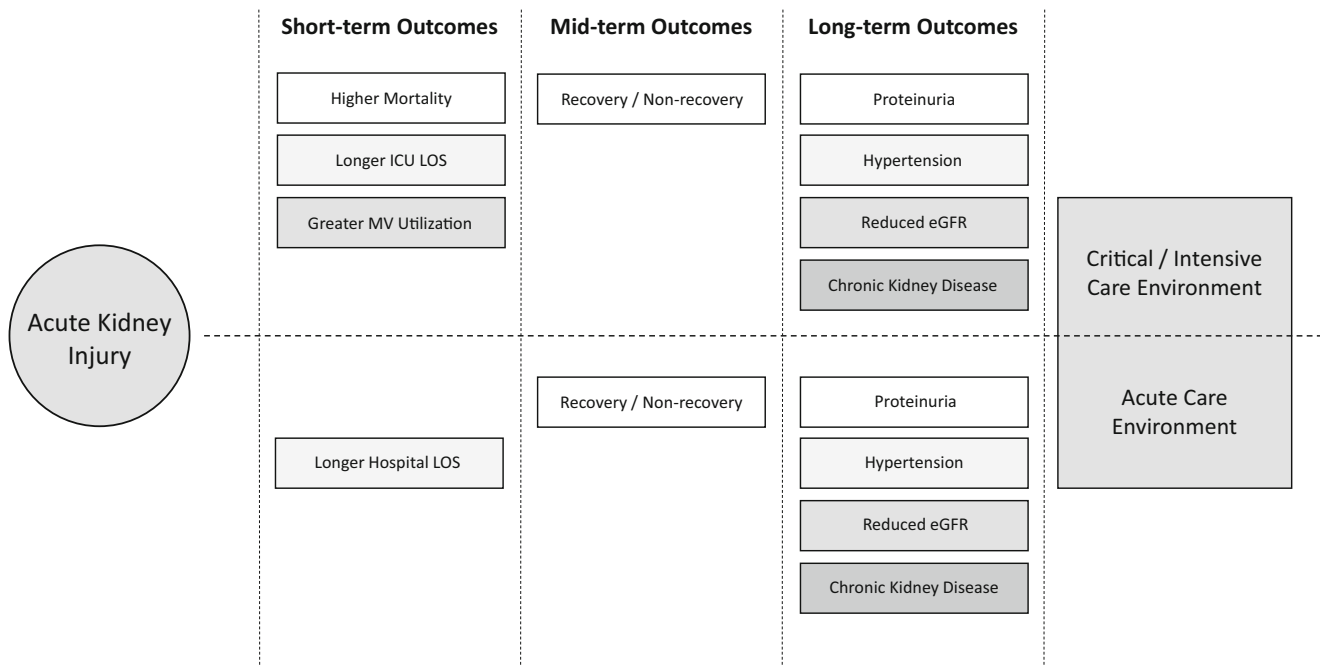 Short-term Outcomes
Mid-term Outcomes
Long-term Outcomes
Higher Mortality
Recovery / Non-recovery
Proteinuria
Longer ICU LOS
Hypertension
Greater MV Utilization
Reduced eGFR
Chronic Kidney Disease
Critical / Intensive
Care Environment
Acute Kidney
Injury
Recovery / Non-recovery
Proteinuria
Acute Care
Environment
Longer Hospital LOS
Hypertension
Reduced eGFR
Chronic Kidney Disease